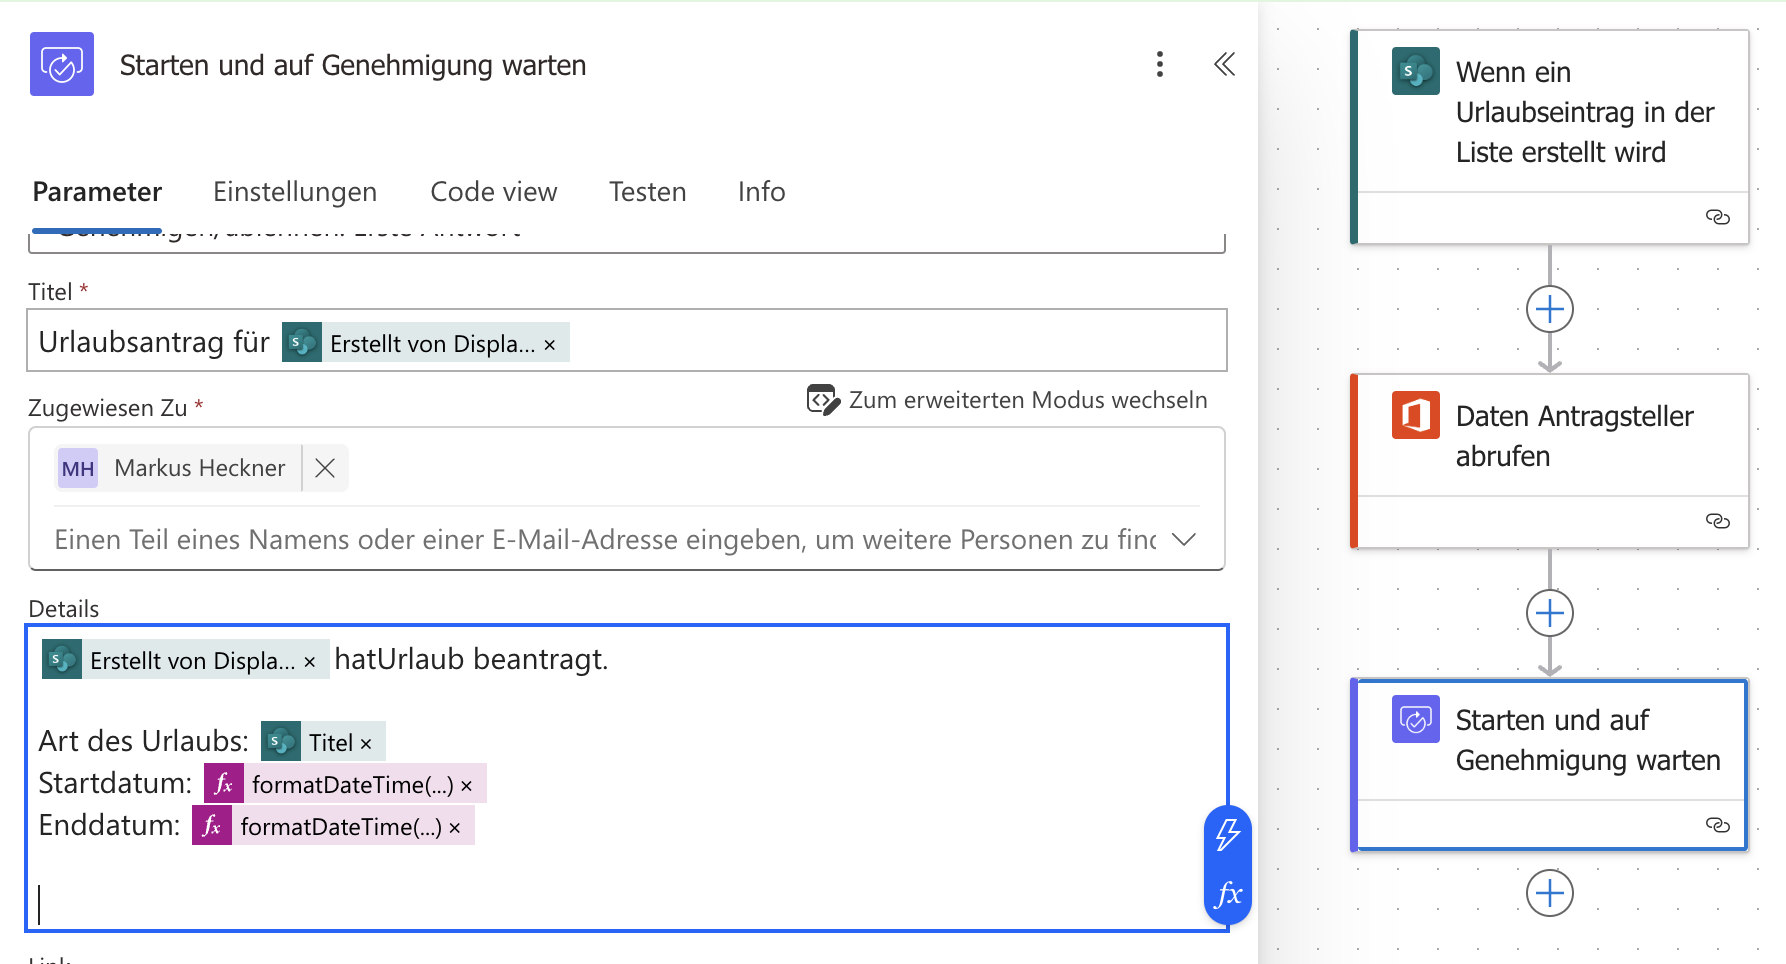 Starten und auf Genehmigung warten
Parameter Einstellungen Code view Testen Info
Titel *
Urlaubsantrag für Erstellt von Displa... ×
Zugewiesen Zu *
Zum erweiterten Modus wechseln
MH Markus Heckner
Einen Teil eines Namens oder einer E-Mail-Adresse eingeben, um weitere Personen zu
Details
Erstellt von Displa... × hatUrlaub beantragt.
Art des Urlaubs: Titel ×
Startdatum: fx formatDateTime(...) ×
Enddatum: fx formatDateTime(...) ×
fx
Wenn ein
Urlaubseintrag in der
Liste erstellt wird
Daten Antragsteller
abrufen
Starten und auf
Genehmigung warten